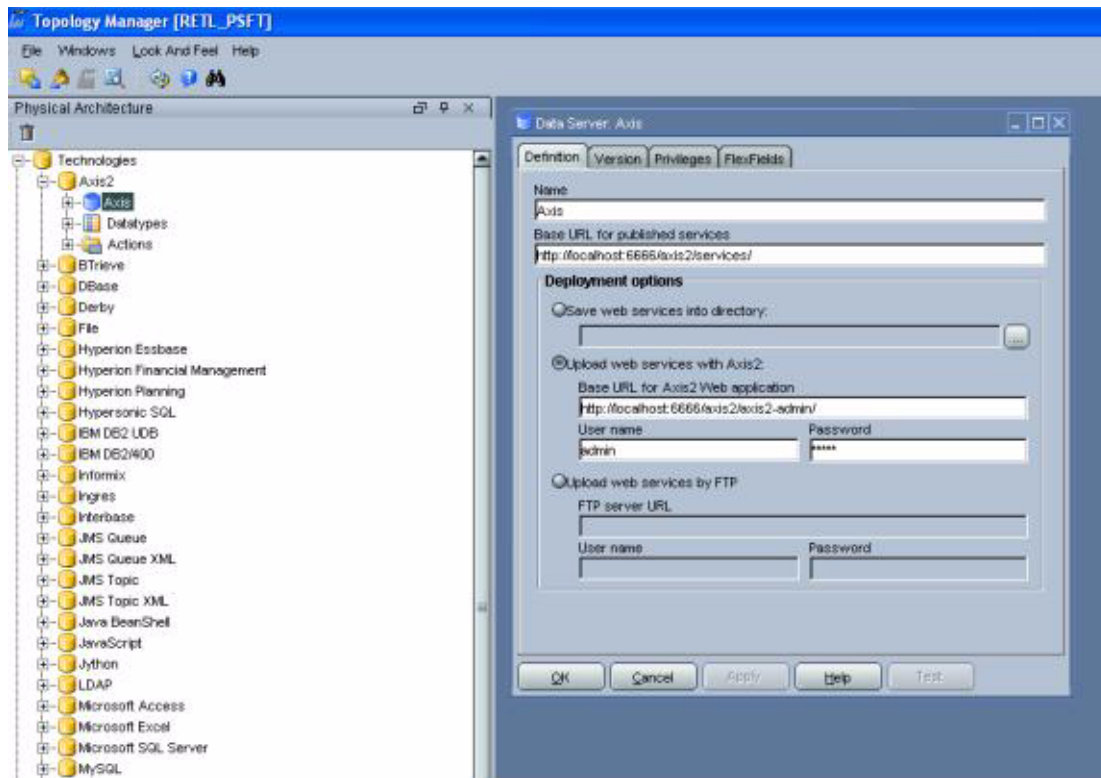 Topology Manager [RETL_PSFT]
File Windows Look And Feel Help
Physical Architecture
Technologies
Axis2
Axis
Datatypes
Actions
BTrieve
DBase
Derby
File
Hyperion Essbase
Hyperion Financial Management
Hyperion Planning
Hypersonic SQL
IBM DB2 UDB
IBM DB2/400
Informix
Ingres
Interbase
JMS Queue
JMS Queue XML
JMS Topic
JMS Topic XML
Java BeanShell
JavaScript
Jython
LDAP
Microsoft Access
Microsoft Excel
Microsoft SQL Server
MySQL
Data Server: Axis
Definition Version Privileges FlexFields
Name
Axis
Base URL for published services
http://localhost:6666/axis2/services/
Deployment options
Save web services into directory:
...
Upload web services with Axis2:
Base URL for Axis2 Web application
http://localhost:6666/axis2/axis2-admin/
User name Password
admin *****
Upload web services by FTP
FTP server URL
User name Password
OK Cancel Apply Help Test